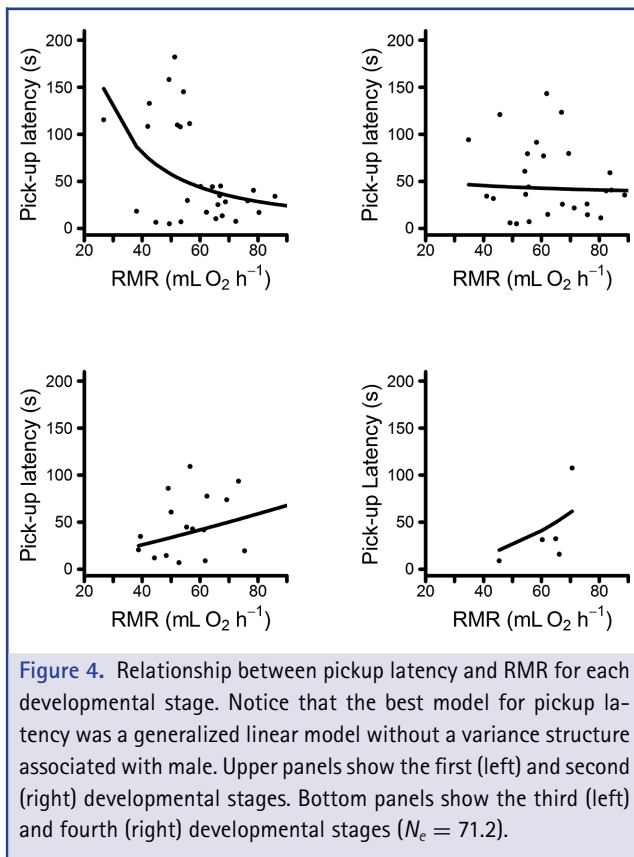 Pick-up latency (s)
200
150
100
50
0
20 40 60 80
RMR (mL O₂ h⁻¹)
Pick-up latency (s)
200
150
100
50
0
20 40 60 80
RMR (mL O₂ h⁻¹)
Pick-up latency (s)
200
150
100
50
0
20 40 60 80
RMR (mL O₂ h⁻¹)
Pick-up Latency (s)
200
150
100
50
0
20 40 60 80
RMR (mL O₂ h⁻¹)
Figure 4. Relationship between pickup latency and RMR for each
developmental stage. Notice that the best model for pickup la-
tency was a generalized linear model without a variance structure
associated with male. Upper panels show the first (left) and second
(right) developmental stages. Bottom panels show the third (left)
and fourth (right) developmental stages (Nₑ = 71.2).